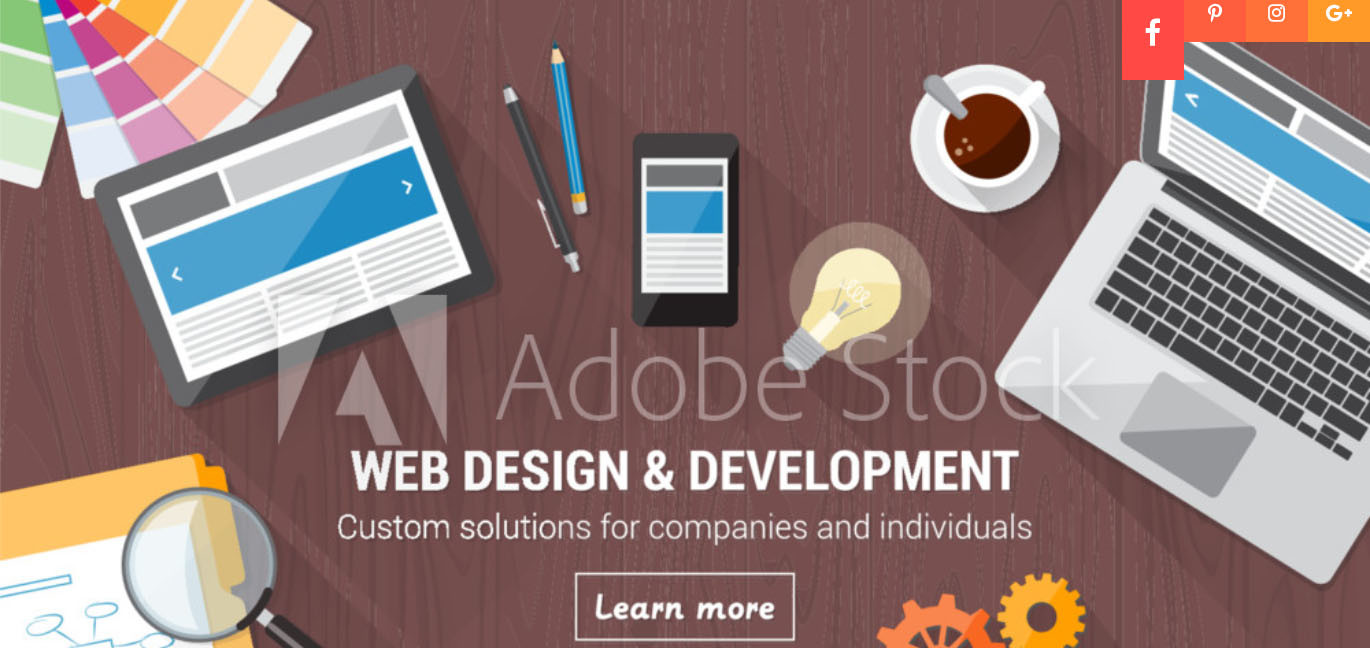 f
G+
Adobe Stock
WEB DESIGN & DEVELOPMENT
Custom solutions for companies and individuals
Learn more